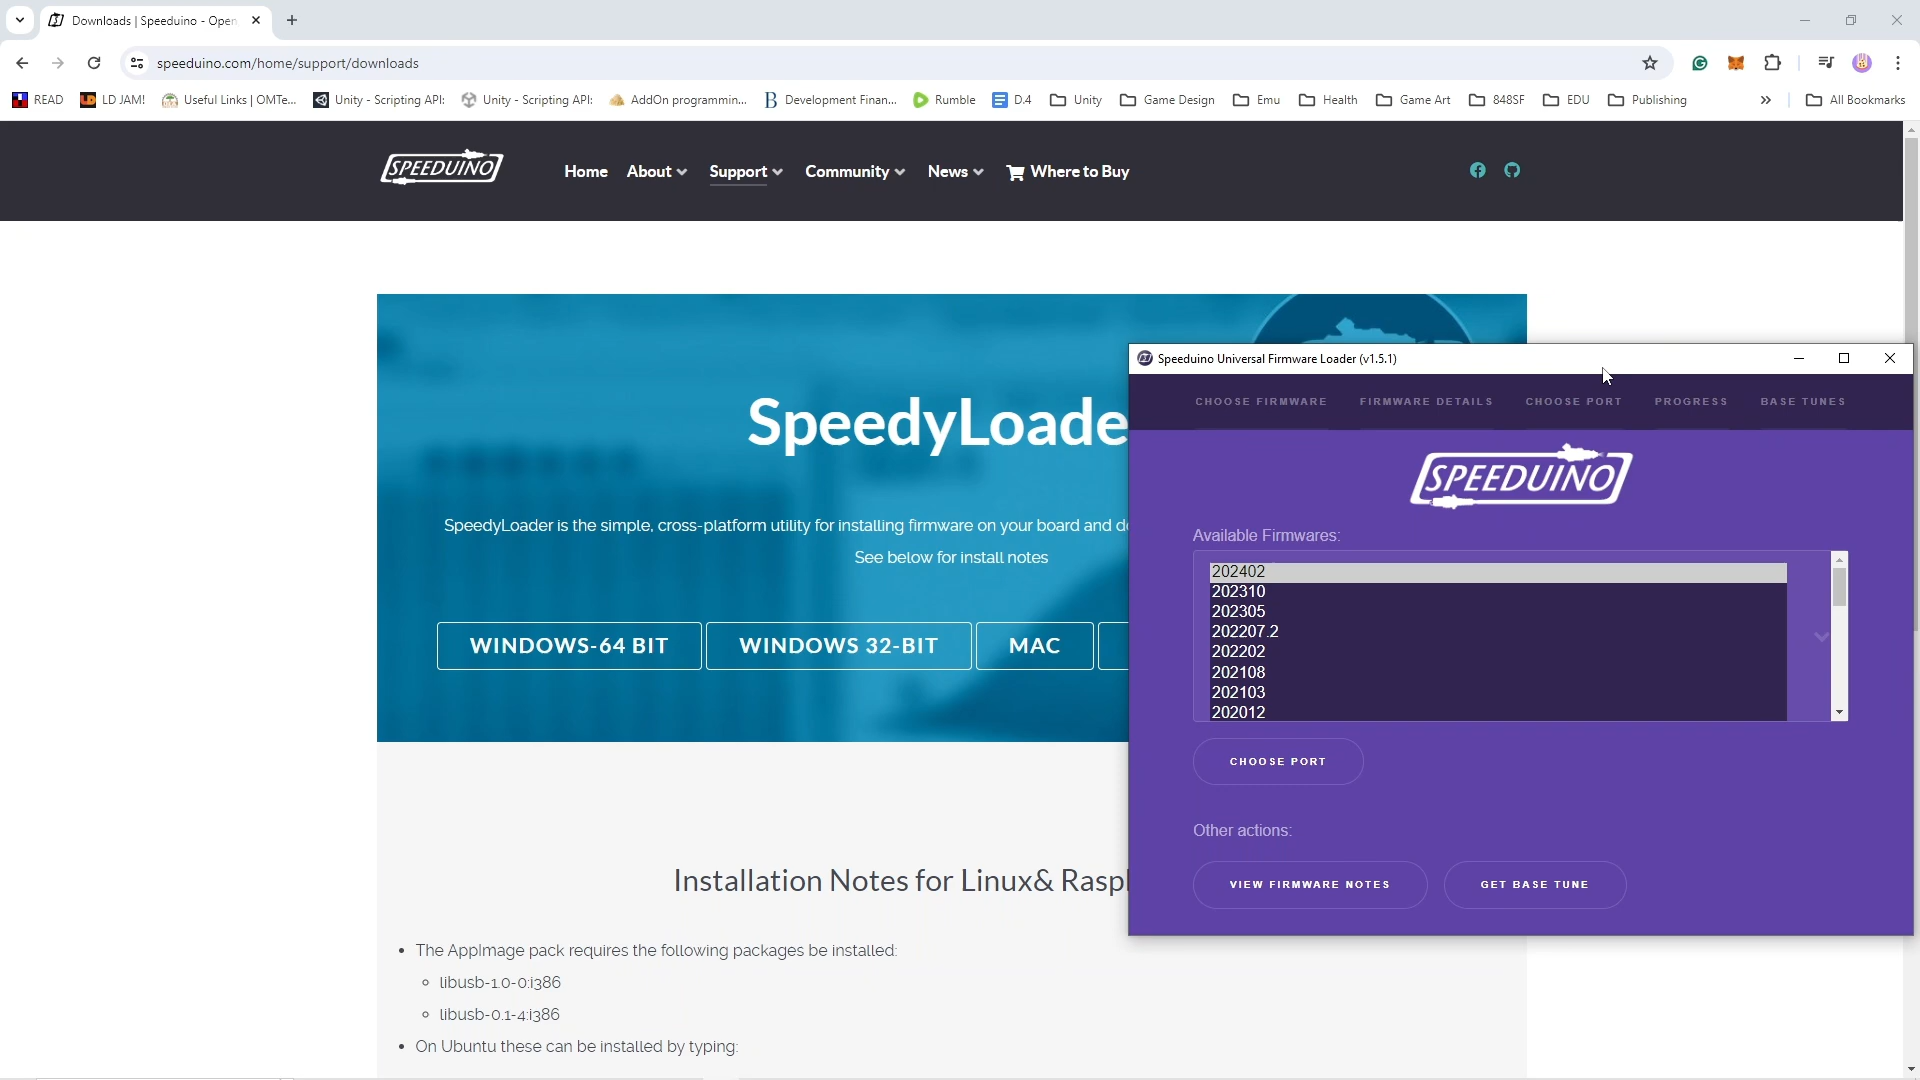 Downloads | Speeduino - Open
speeduino.com/home/support/downloads
READ
LD JAM!
Useful Links | OMTe...
Unity - Scripting API:
Unity - Scripting API:
AddOn programmin...
Development Finan...
Rumble
D.4
Unity
Game Design
Emu
Health
Game Art
848SF
EDU
Publishing
»
All Bookmarks
SPEEDUINO
Home
About
Support
Community
News
Where to Buy
SpeedyLoade
SpeedyLoader is the simple, cross-platform utility for installing firmware on your board and d
See below for install notes
WINDOWS-64 BIT
WINDOWS 32-BIT
MAC
Installation Notes for Linux& Rasp
• The AppImage pack requires the following packages be installed:
libusb-1.0-0:i386
libusb-0.1-4:i386
• On Ubuntu these can be installed by typing:
Speeduino Universal Firmware Loader (v1.5.1)
CHOOSE FIRMWARE
FIRMWARE DETAILS
CHOOSE PORT
PROGRESS
BASE TUNES
SPEEDUINO
Available Firmwares:
202402
202310
202305
202207.2
202202
202108
202103
202012
CHOOSE PORT
Other actions:
VIEW FIRMWARE NOTES
GET BASE TUNE